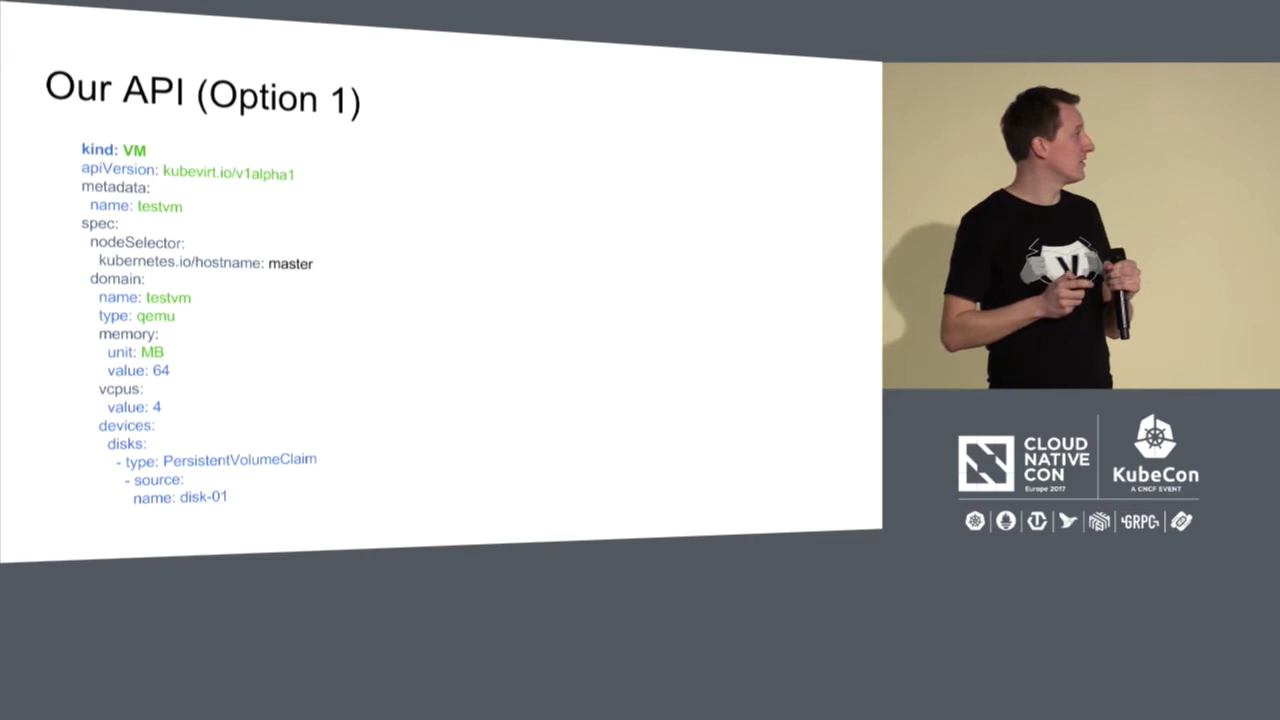 Our API (Option 1)
kind: VM
apiVersion: kubevirt.io/v1alpha1
metadata:
name: testvm
spec:
nodeSelector:
kubernetes.io/hostname: master
domain:
name: testvm
type: qemu
memory:
unit: MB
value: 64
vcpus:
value: 4
devices:
disks:
- type: PersistentVolumeClaim
- source:
name: disk-01
V
CLOUD
NATIVE
CON
Europe 2017
KubeCon
A CNCF EVENT
GRPC